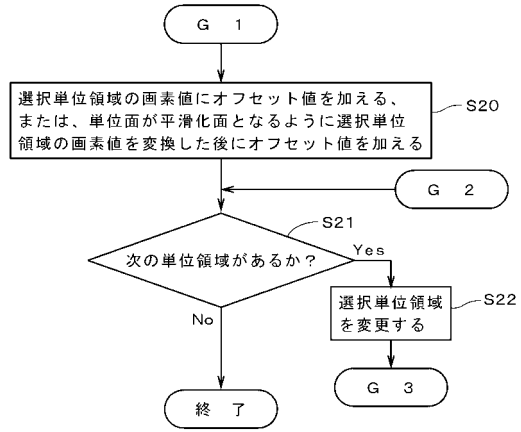 G 1
選択単位領域の画素値にオフセット値を加える、
または、単位面が平滑化面となるように選択単位
領域の画素値を変換した後にオフセット値を加える
S20
G 2
S21
次の単位領域があるか？
Yes
No
選択単位領域
を変更する
S22
G 3
終 了